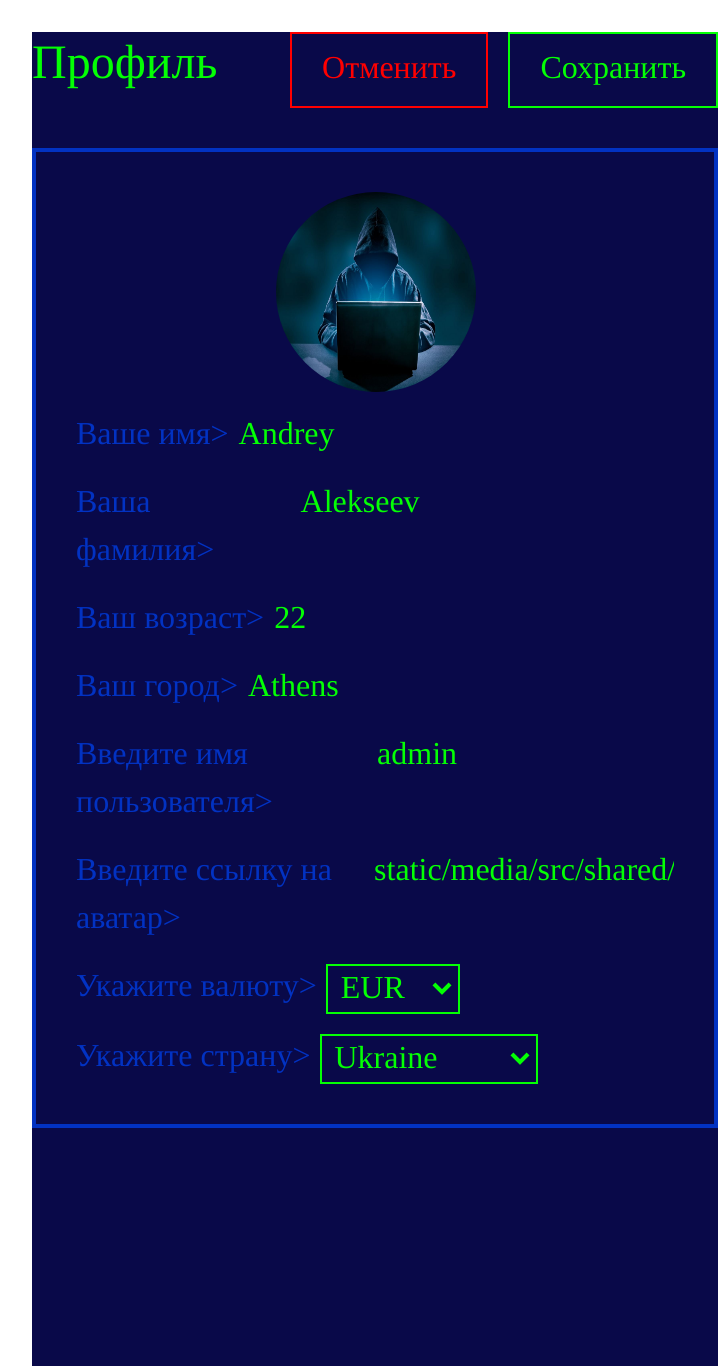 Профиль Отменить Сохранить
Ваше имя> Andrey
Ваша Alekseev
фамилия>
Ваш возраст> 22
Ваш город> Athens
Введите имя admin
пользователя>
Введите ссылку на static/media/src/shared/
аватар>
Укажите валюту> EUR
Укажите страну> Ukraine